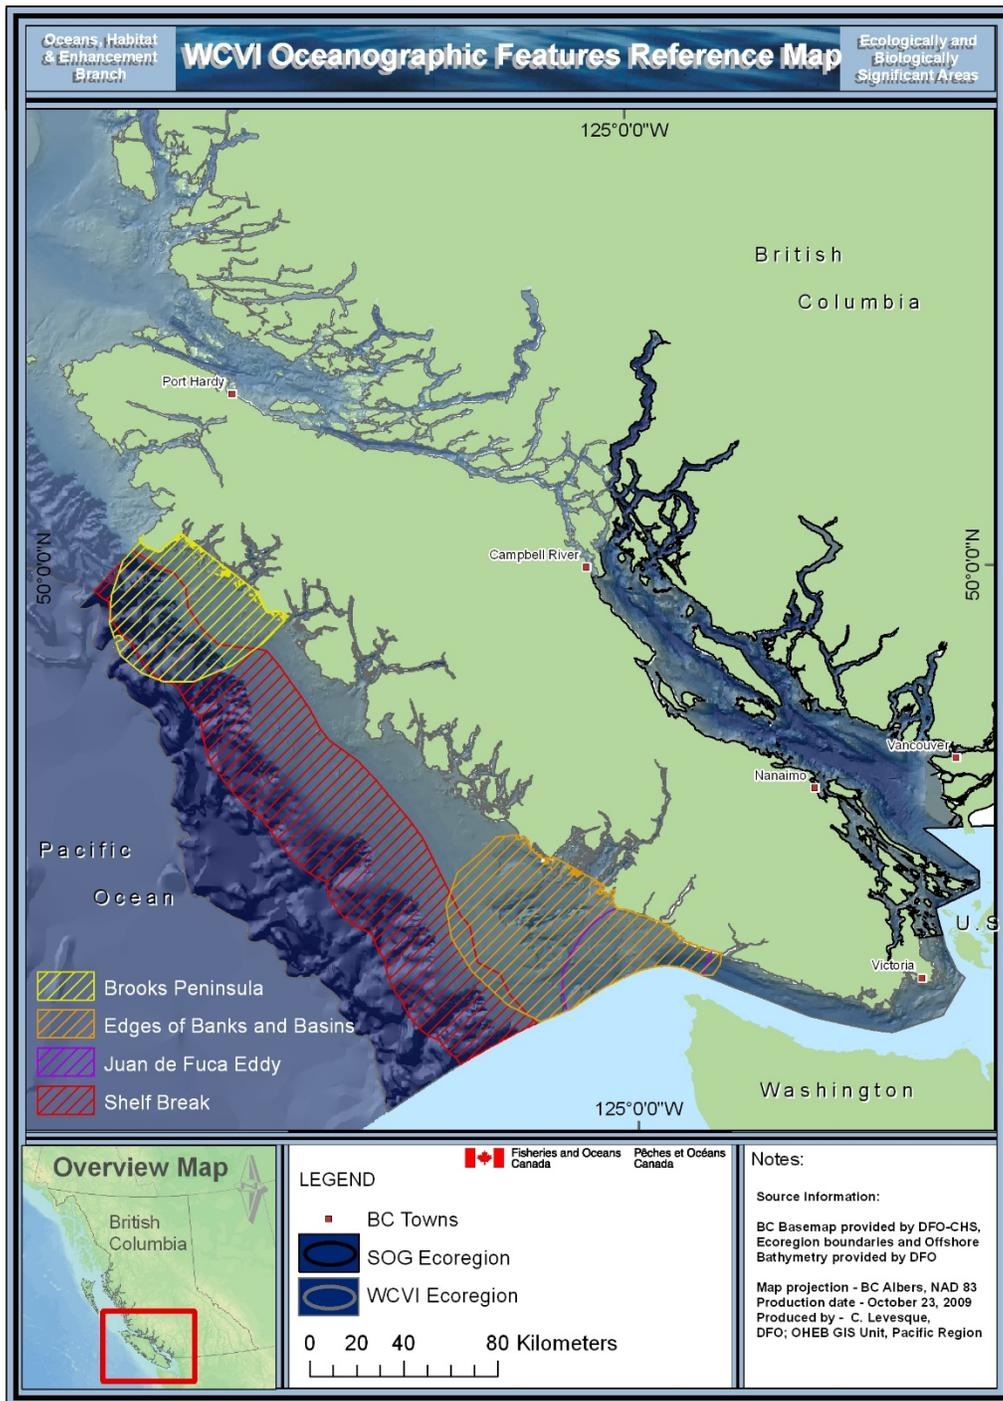 Oceans, Habitat
& Enhancement
Branch
WCVI Oceanographic Features Reference Map
Ecologically and
Biologically
Significant Areas
125°0'0"W
British
Columbia
Port Hardy
Campbell River
50°0'0"N
50°0'0"N
Vancouver
Nanaimo
Pacific
Ocean
U.S
Victoria
Brooks Peninsula
Edges of Banks and Basins
Juan de Fuca Eddy
Shelf Break
Washington
125°0'0"W
Overview Map
British
Columbia
Fisheries and Oceans
Canada
Pêches et Océans
Canada
LEGEND
BC Towns
SOG Ecoregion
WCVI Ecoregion
0 20 40 80 Kilometers
Notes:
Source Information:
BC Basemap provided by DFO-CHS,
Ecoregion boundaries and Offshore
Bathymetry provided by DFO
Map projection - BC Albers, NAD 83
Production date - October 23, 2009
Produced by - C. Levesque,
DFO; OHEB GIS Unit, Pacific Region